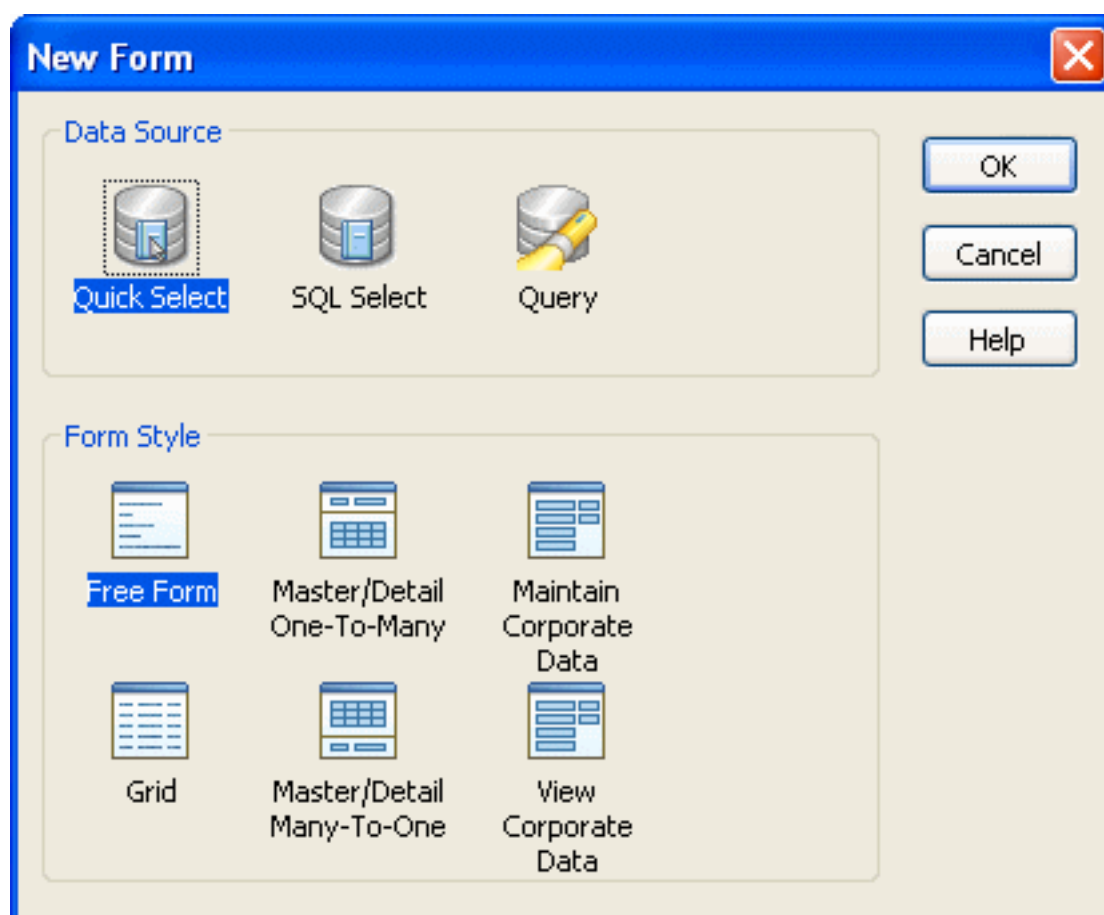 New Form
Data Source
OK
Cancel
Help
Quick Select
SQL Select
Query
Form Style
Free Form
Master/Detail
One-To-Many
Maintain
Corporate
Data
Grid
Master/Detail
Many-To-One
View
Corporate
Data